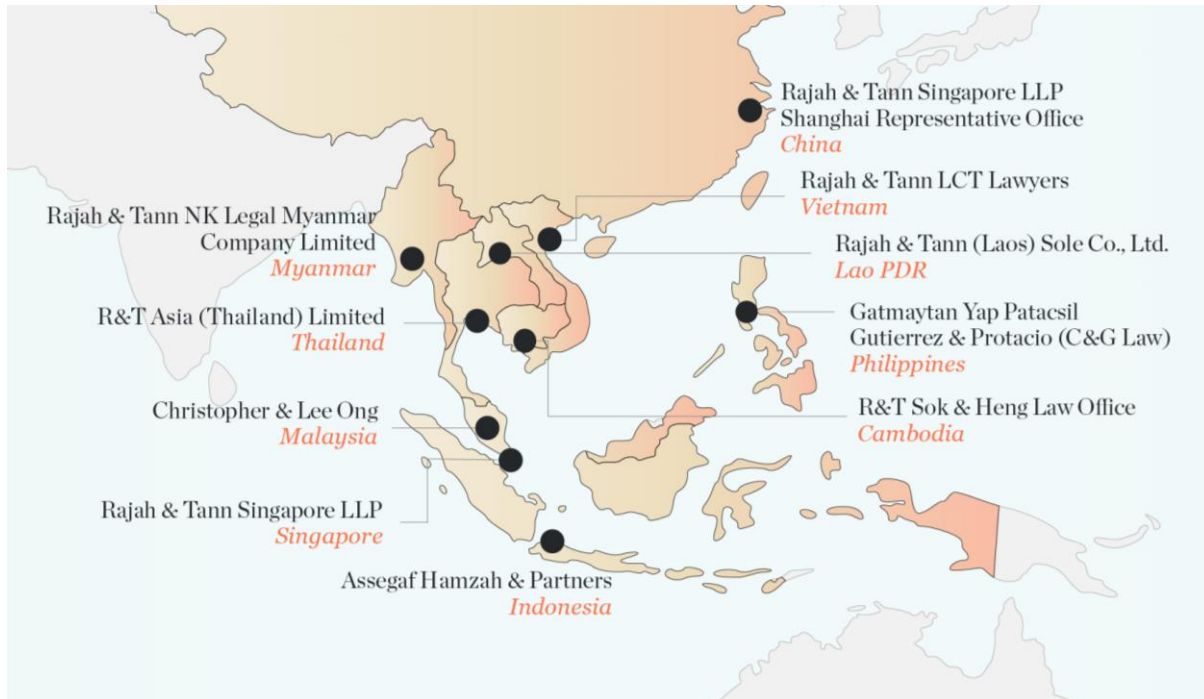 Rajah & Tann Singapore LLP
Shanghai Representative Office
China
Rajah & Tann LCT Lawyers
Vietnam
Rajah & Tann NK Legal Myanmar
Company Limited
Myanmar
Rajah & Tann (Laos) Sole Co., Ltd.
Lao PDR
R&T Asia (Thailand) Limited
Thailand
Gatmaytan Yap Patacsil
Gutierrez & Protacio (C&G Law)
Philippines
Christopher & Lee Ong
Malaysia
R&T Sok & Heng Law Office
Cambodia
Rajah & Tann Singapore LLP
Singapore
Assegaf Hamzah & Partners
Indonesia